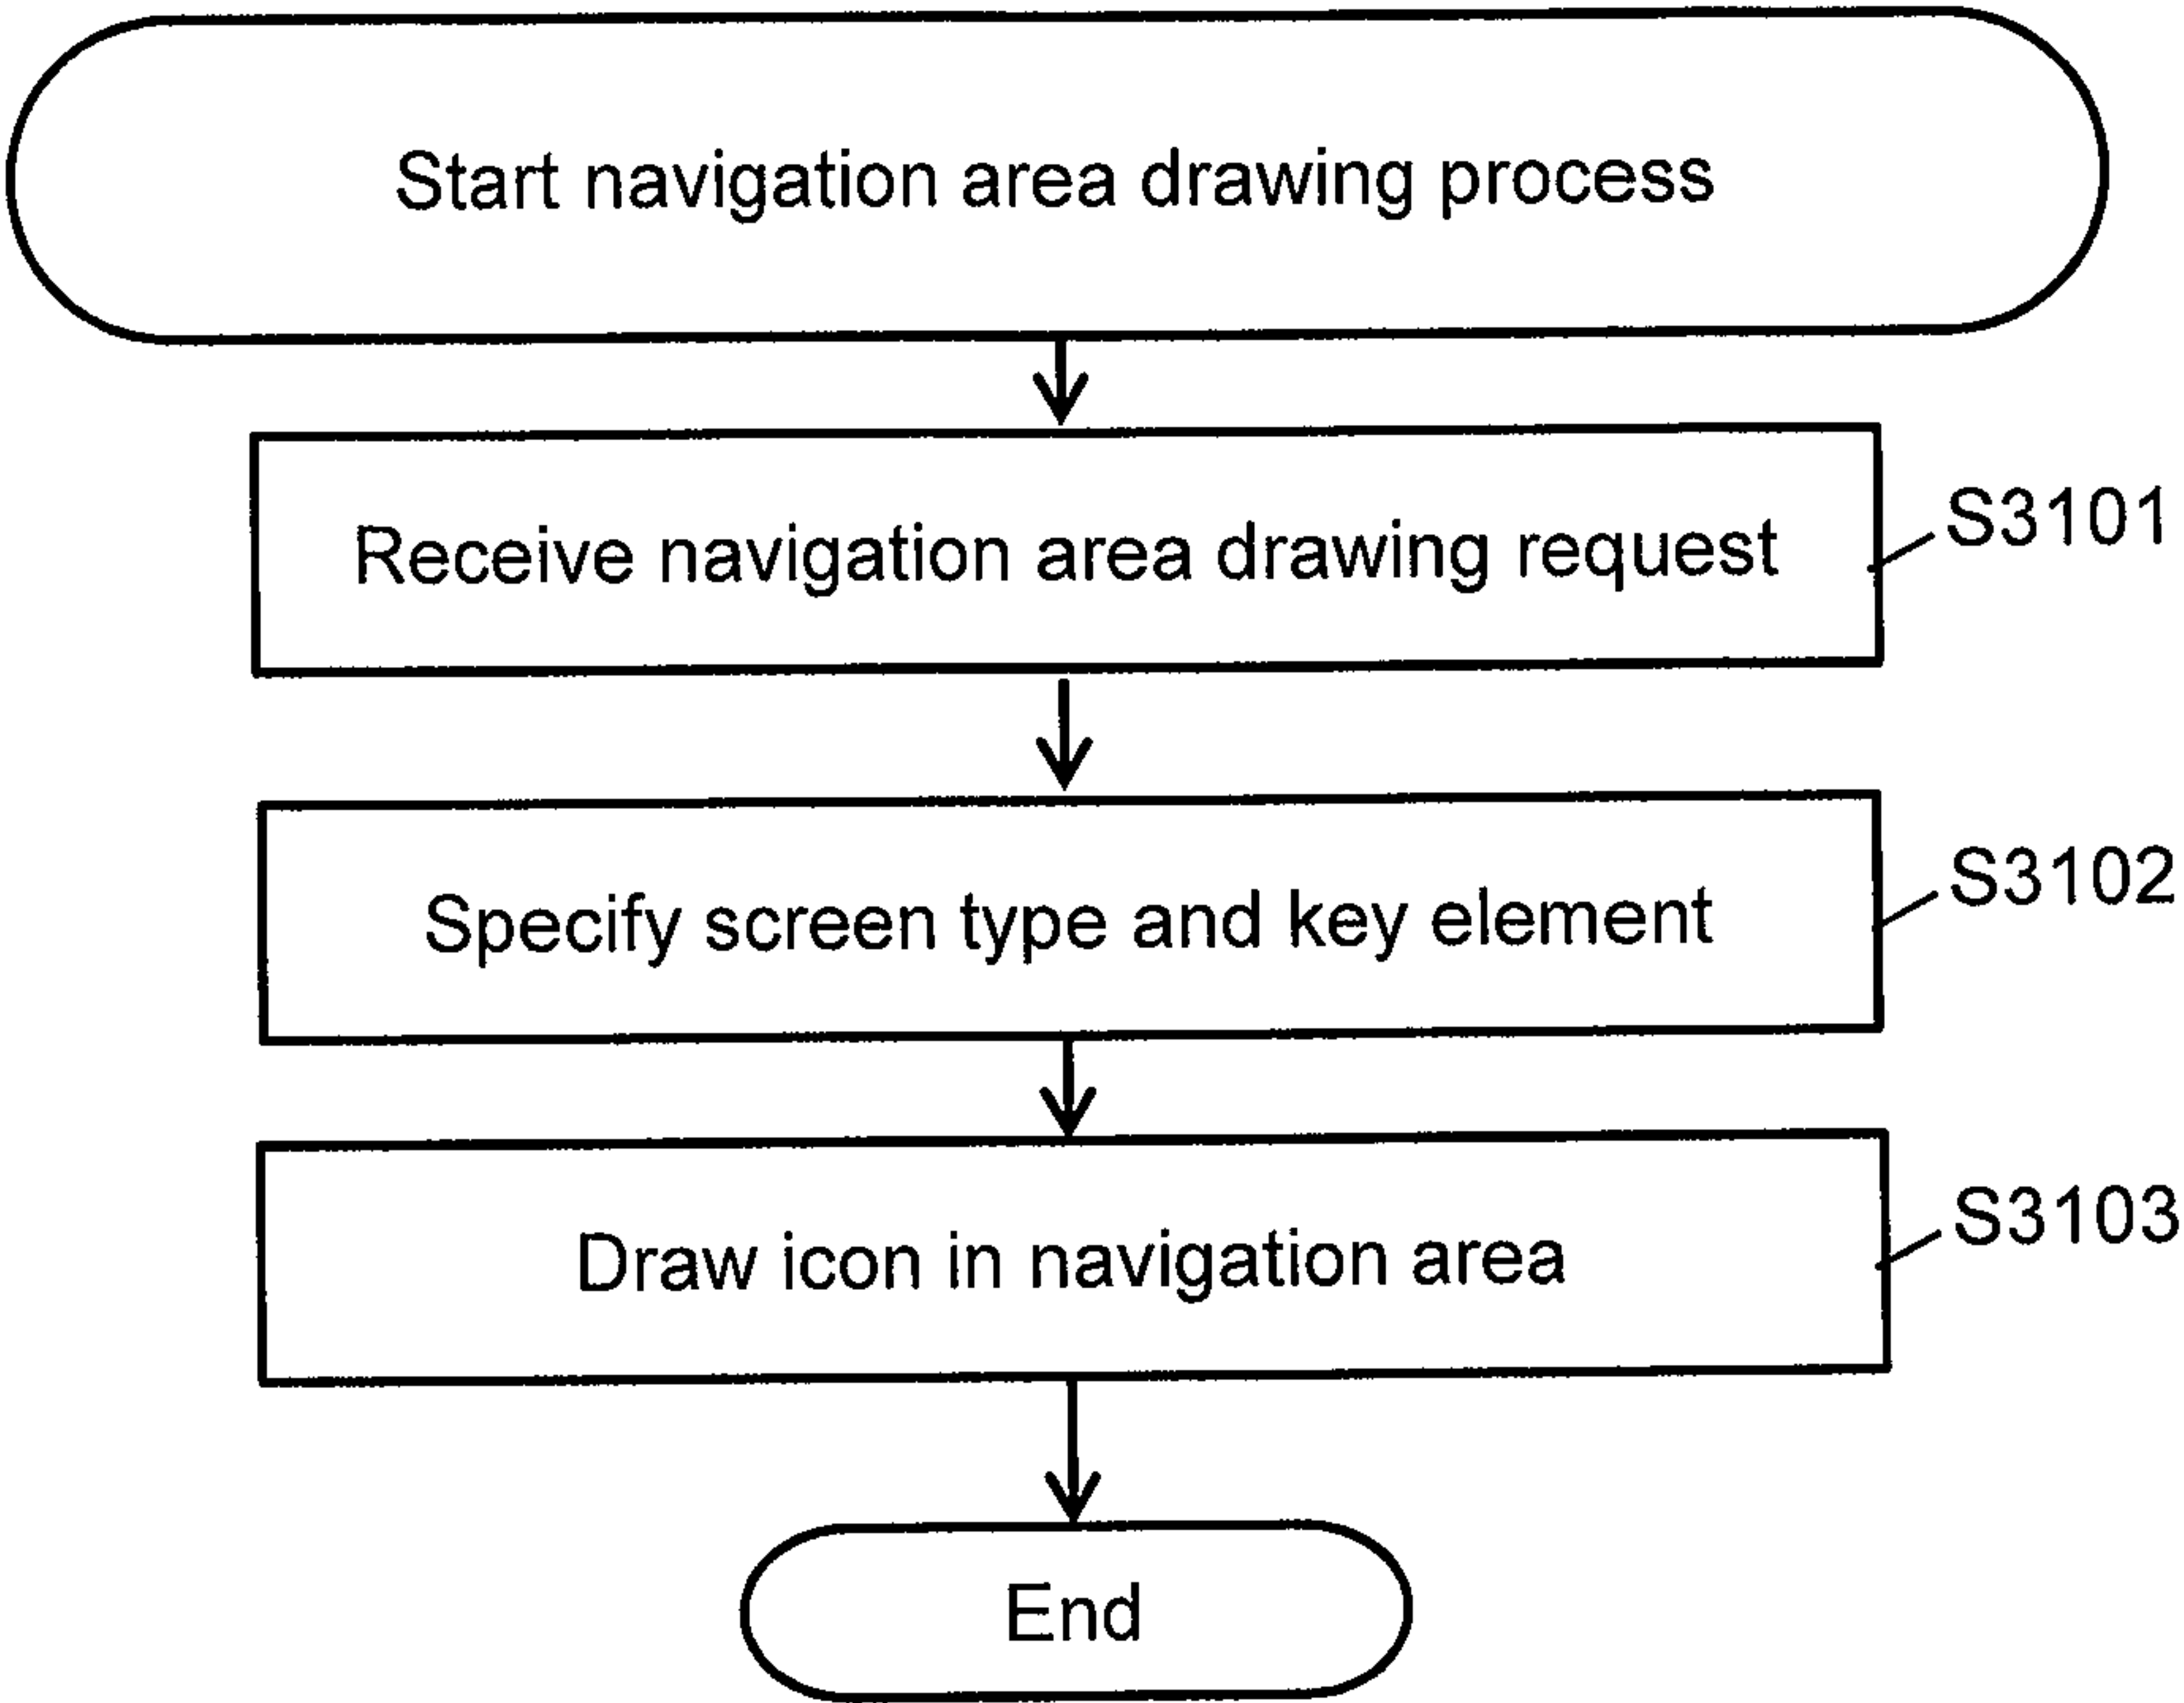 Start navigation area drawing process
Receive navigation area drawing request
S3101
Specify screen type and key element
S3102
Draw icon in navigation area
S3103
End